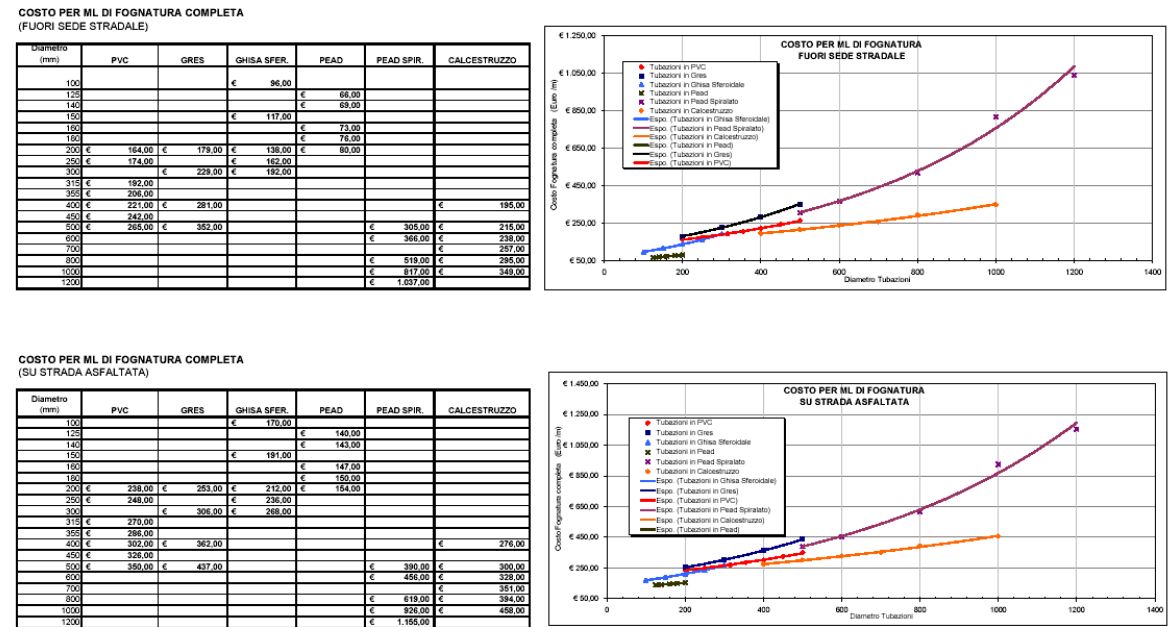 COSTO PER ML DI FOGNATURA COMPLETA
(FUORI SEDE STRADALE)
Diametro
(mm) PVC GRES GHISA SFER. PEAD PEAD SPIR. CALCESTRUZZO
100 € 96,00
125 € 66,00
140 € 69,00
150 € 117,00
160 € 73,00
180 € 76,00
200 € 164,00 € 179,00 € 138,00 € 80,00
250 € 174,00 € 162,00
300 € 229,00 € 192,00
315 € 192,00
355 € 206,00
400 € 221,00 € 281,00 € 195,00
450 € 242,00
500 € 265,00 € 352,00 € 305,00 € 215,00
600 € 366,00 € 238,00
700 € 257,00
800 € 519,00 € 295,00
1000 € 817,00 € 349,00
1200 € 1.037,00
COSTO PER ML DI FOGNATURA
FUORI SEDE STRADALE
Costo Fognatura completa (Euro /m)
€ 1.250,00
€ 1.050,00
€ 850,00
€ 650,00
€ 450,00
€ 250,00
€ 50,00
Tubazioni in PVC
Tubazioni in Gres
Tubazioni in Ghisa Sferoidale
Tubazioni in Pead
Tubazioni in Pead Spiralato
Tubazioni in Calcestruzzo
Espo. (Tubazioni in Ghisa Sferoidale)
Espo. (Tubazioni in Pead Spiralato)
Espo. (Tubazioni in Calcestruzzo)
Espo. (Tubazioni in Pead)
Espo. (Tubazioni in Gres)
Espo. (Tubazioni in PVC)
0 200 400 600 800 1000 1200 1400
Diametro Tubazioni
COSTO PER ML DI FOGNATURA COMPLETA
(SU STRADA ASFALTATA)
Diametro
(mm) PVC GRES GHISA SFER. PEAD PEAD SPIR. CALCESTRUZZO
100 € 170,00
125 € 140,00
140 € 143,00
150 € 191,00
160 € 147,00
180 € 150,00
200 € 238,00 € 253,00 € 212,00 € 154,00
250 € 248,00 € 236,00
300 € 306,00 € 268,00
315 € 270,00
355 € 286,00
400 € 302,00 € 362,00 € 276,00
450 € 326,00
500 € 350,00 € 437,00 € 390,00 € 300,00
600 € 456,00 € 328,00
700 € 351,00
800 € 619,00 € 394,00
1000 € 926,00 € 458,00
1200 € 1.155,00
COSTO PER ML DI FOGNATURA
SU STRADA ASFALTATA
Costo Fognatura completa (Euro /m)
€ 1.450,00
€ 1.250,00
€ 1.050,00
€ 850,00
€ 650,00
€ 450,00
€ 250,00
€ 50,00
Tubazioni in PVC
Tubazioni in Gres
Tubazioni in Ghisa Sferoidale
Tubazioni in Pead
Tubazioni in Pead Spiralato
Tubazioni in Calcestruzzo
Espo. (Tubazioni in Ghisa Sferoidale)
Espo. (Tubazioni in Gres)
Espo. (Tubazioni in PVC)
Espo. (Tubazioni in Pead Spiralato)
Espo. (Tubazioni in Calcestruzzo)
Espo. (Tubazioni in Pead)
0 200 400 600 800 1000 1200 1400
Diametro Tubazioni